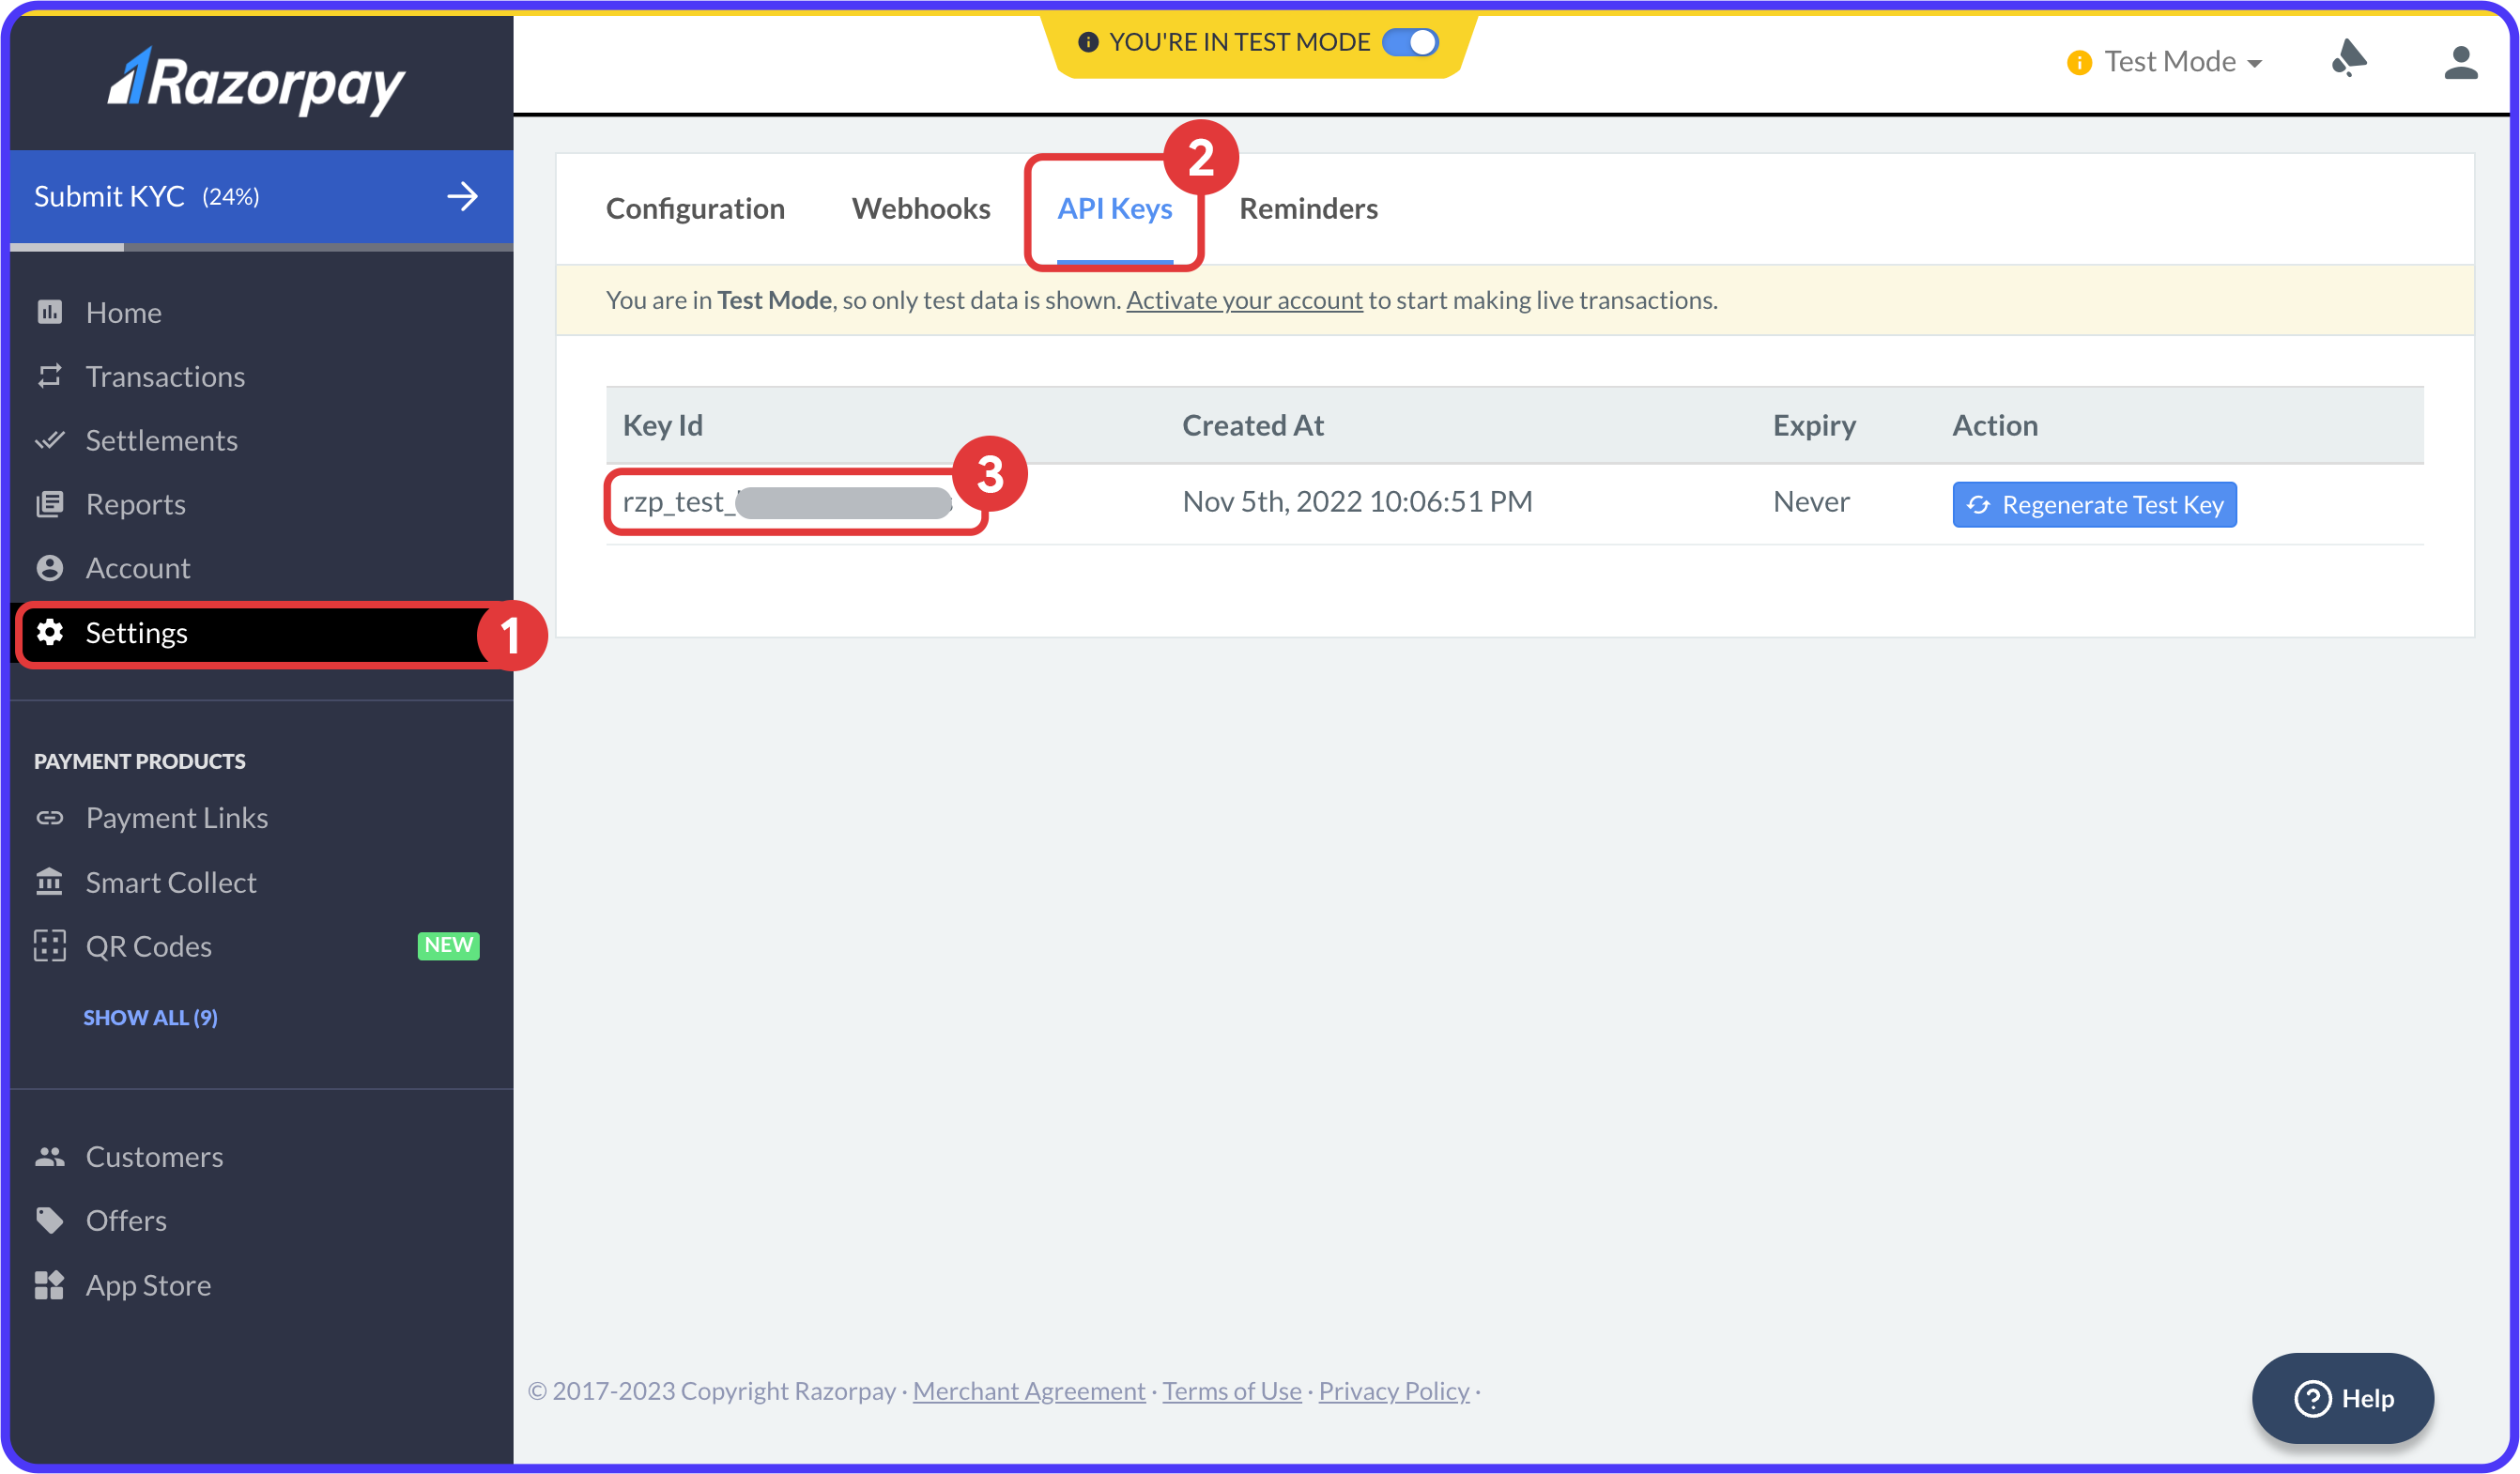 YOU'RE IN TEST MODE
Razorpay
Test Mode
Submit KYC (24%)
Home
Transactions
Settlements
Reports
Account
Settings
1
PAYMENT PRODUCTS
Payment Links
Smart Collect
QR Codes NEW
SHOW ALL (9)
Customers
Offers
App Store
2
Configuration Webhooks API Keys Reminders
You are in Test Mode, so only test data is shown. Activate your account to start making live transactions.
Key Id Created At Expiry Action
3
rzp_test_ Nov 5th, 2022 10:06:51 PM Never Regenerate Test Key
© 2017-2023 Copyright Razorpay · Merchant Agreement · Terms of Use · Privacy Policy ·
Help